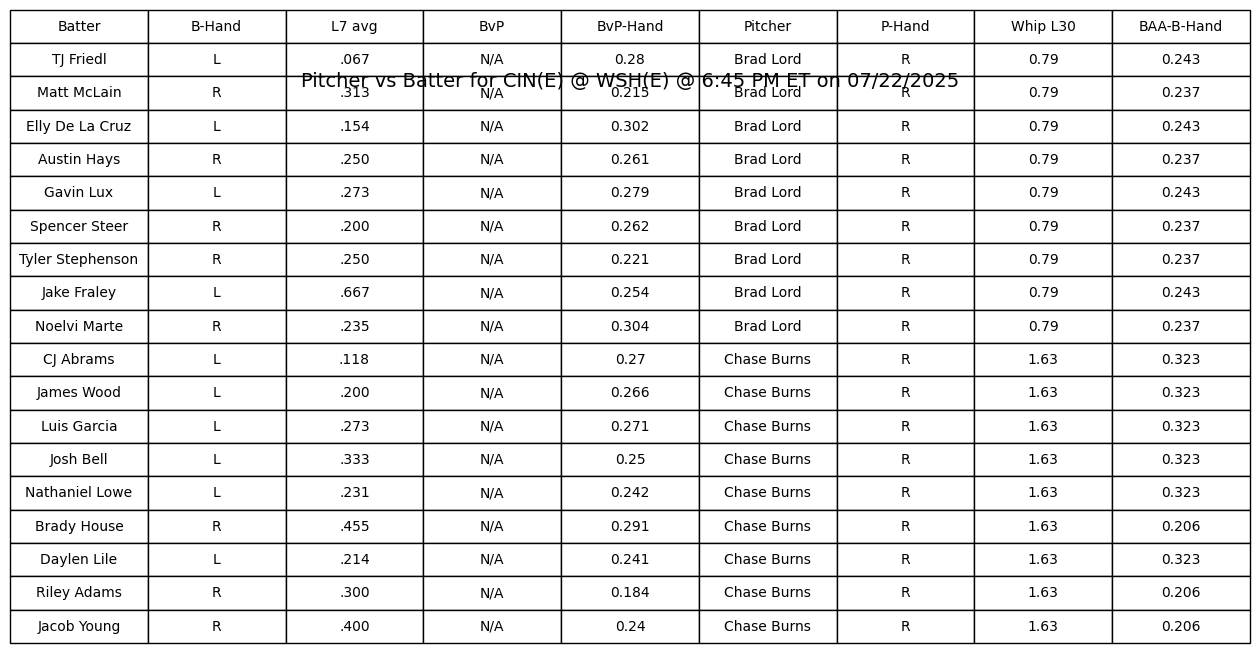 Batter B-Hand L7 avg BvP BvP-Hand Pitcher P-Hand Whip L30 BAA-B-Hand
TJ Friedl L .067 N/A 0.28 Brad Lord R 0.79 0.243
Pitcher vs Batter for CIN(E) @ WSH(E) @ 6:45 PM ET on 07/22/2025
Matt McLain R .313 N/A 0.215 Brad Lord R 0.79 0.237
Elly De La Cruz L .154 N/A 0.302 Brad Lord R 0.79 0.243
Austin Hays R .250 N/A 0.261 Brad Lord R 0.79 0.237
Gavin Lux L .273 N/A 0.279 Brad Lord R 0.79 0.243
Spencer Steer R .200 N/A 0.262 Brad Lord R 0.79 0.237
Tyler Stephenson R .250 N/A 0.221 Brad Lord R 0.79 0.237
Jake Fraley L .667 N/A 0.254 Brad Lord R 0.79 0.243
Noelvi Marte R .235 N/A 0.304 Brad Lord R 0.79 0.237
CJ Abrams L .118 N/A 0.27 Chase Burns R 1.63 0.323
James Wood L .200 N/A 0.266 Chase Burns R 1.63 0.323
Luis Garcia L .273 N/A 0.271 Chase Burns R 1.63 0.323
Josh Bell L .333 N/A 0.25 Chase Burns R 1.63 0.323
Nathaniel Lowe L .231 N/A 0.242 Chase Burns R 1.63 0.323
Brady House R .455 N/A 0.291 Chase Burns R 1.63 0.206
Daylen Lile L .214 N/A 0.241 Chase Burns R 1.63 0.323
Riley Adams R .300 N/A 0.184 Chase Burns R 1.63 0.206
Jacob Young R .400 N/A 0.24 Chase Burns R 1.63 0.206